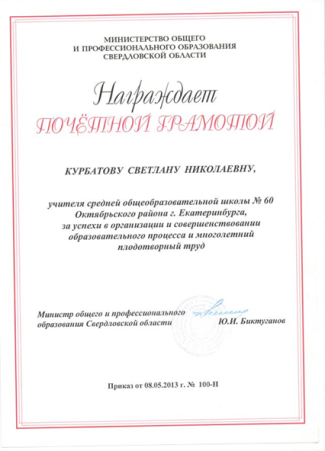 МИНИСТЕРСТВО ОБЩЕГО
И ПРОФЕССИОНАЛЬНОГО ОБРАЗОВАНИЯ
СВЕРДЛОВСКОЙ ОБЛАСТИ
Награждает
ПОЧЁТНОЙ ГРАМОТОЙ
КУРБАТОВУ СВЕТЛАНУ НИКОЛАЕВНУ,
учителя средней общеобразовательной школы № 60
Октябрьского района г. Екатеринбурга,
за успехи в организации и совершенствовании
образовательного процесса и многолетний
плодотворный труд
Министр общего и профессионального
образования Свердловской области
Ю.И. Биктуганов
Приказ от 08.05.2013 г. № 100-Н